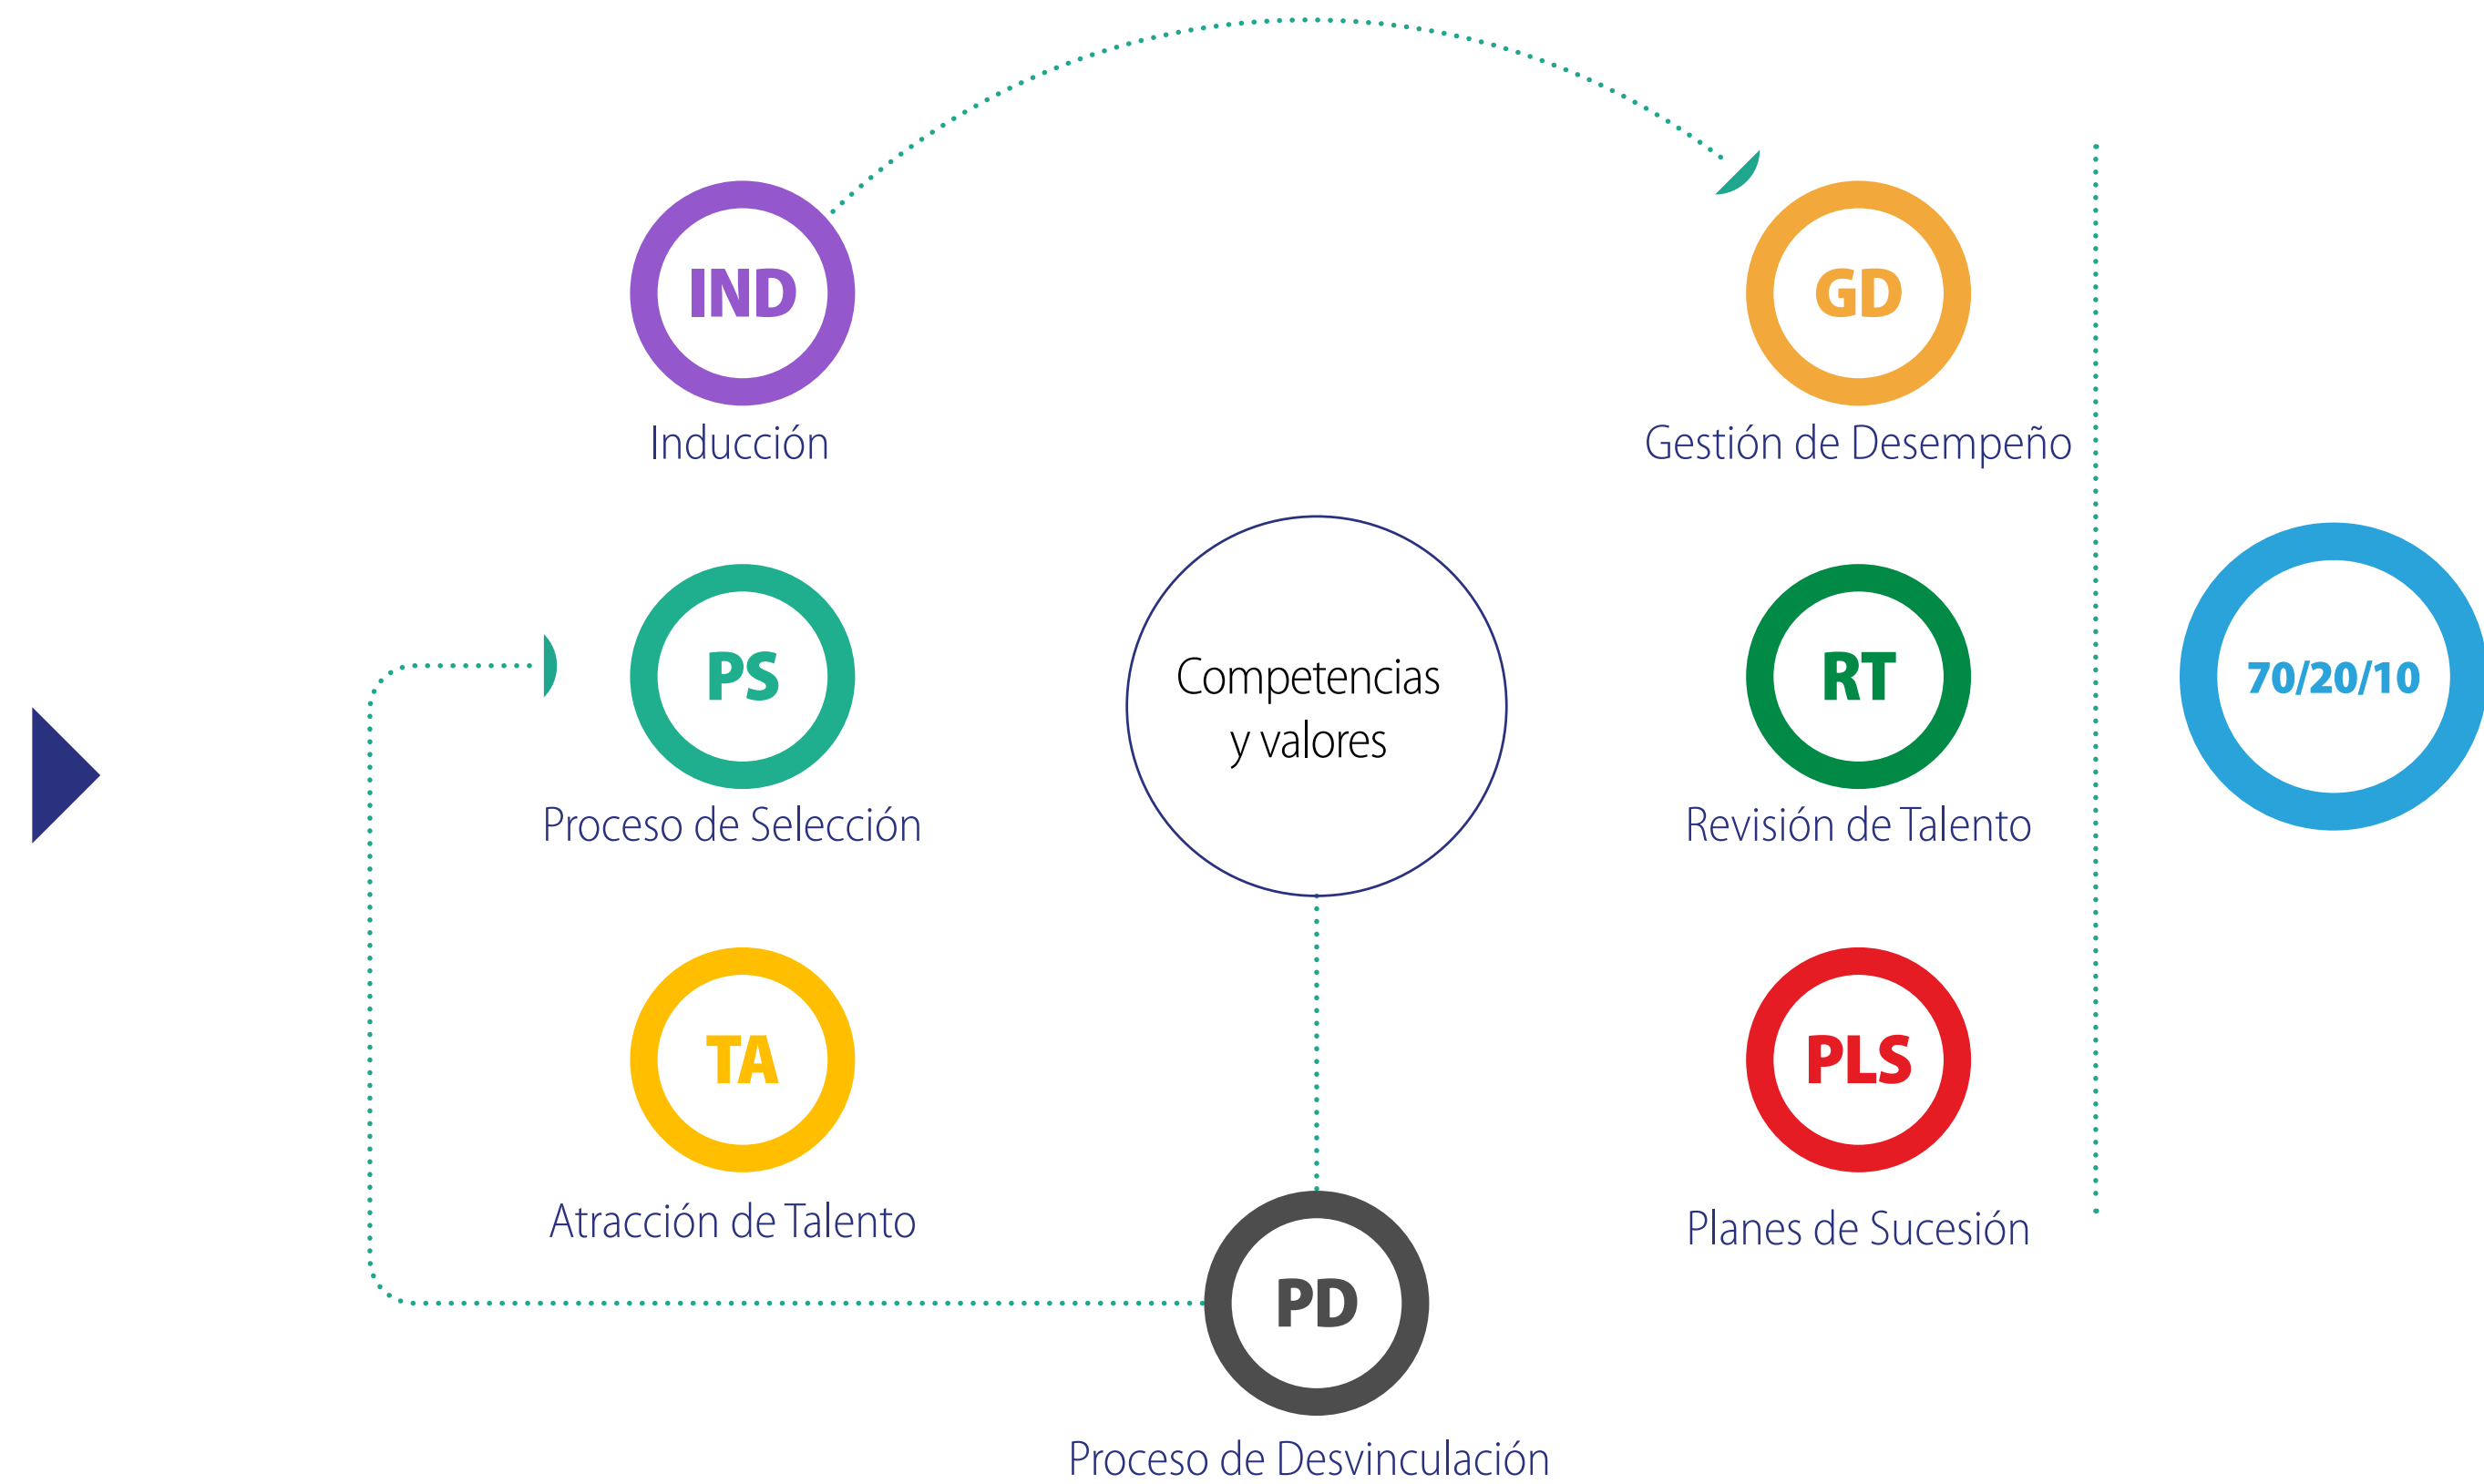 IND
Inducción
GD
Gestión de Desempeño
PS
Proceso de Selección
Competencias
y valores
RT
Revisión de Talento
70/20/10
TA
Atracción de Talento
PLS
Planes de Sucesión
PD
Proceso de Desvinculación